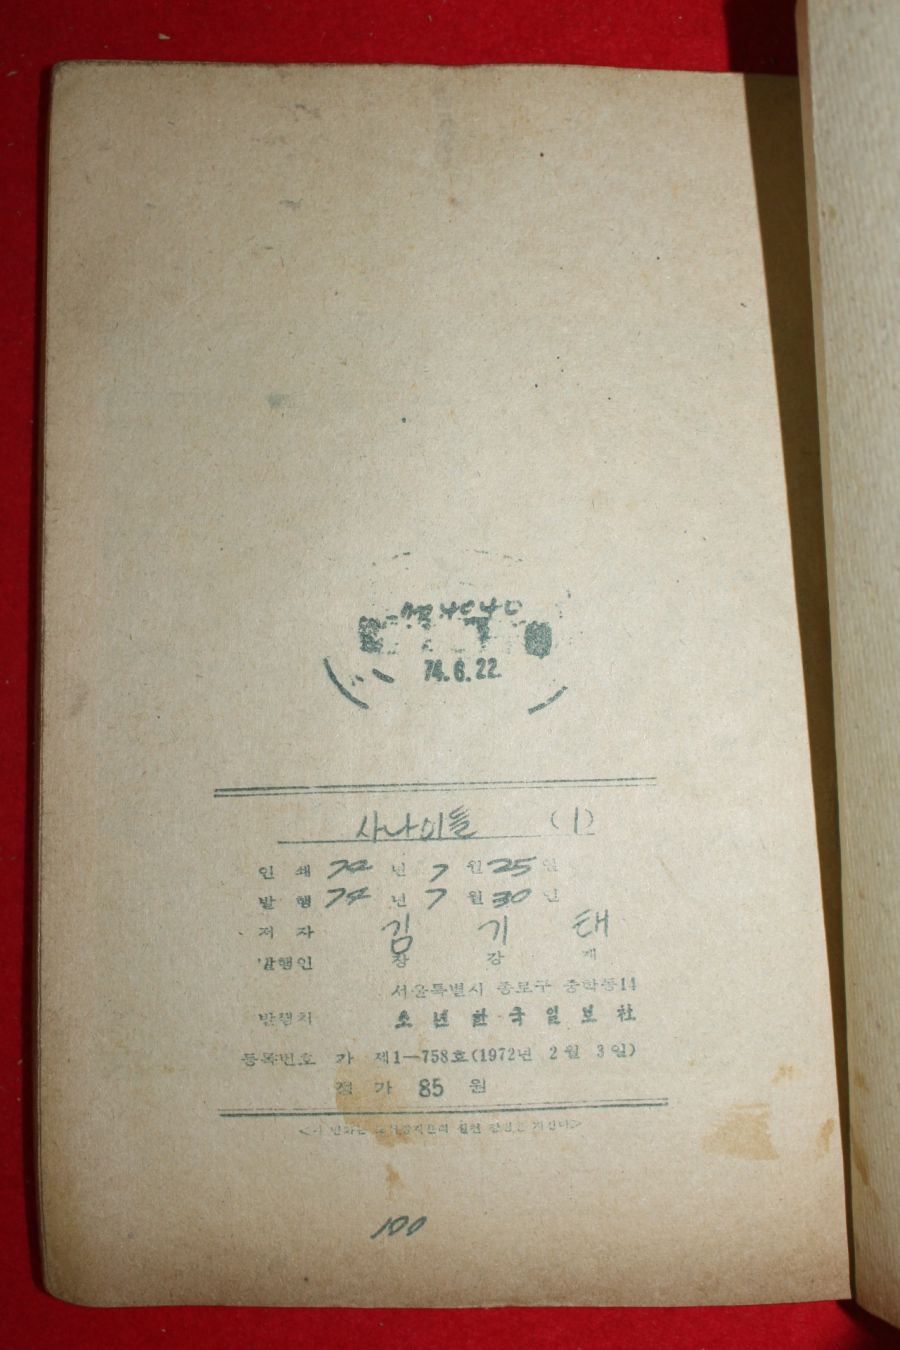 74.6.22
사나이들 (1)
인 쇄 74 년 7 월 25 일
발 행 74 년 7 월 30 일
저 자 김 기 태
발행인 장 강 재
서울특별시 종로구 중학동14
발행처 소년한국일보社
등록번호 가 제1—758호(1972년 2월 3일)
정 가 85 원
100